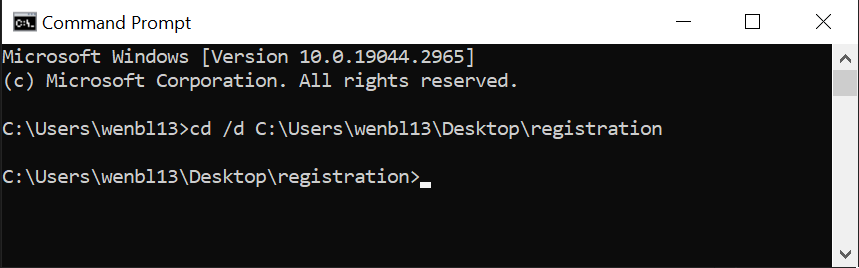 Command Prompt
Microsoft Windows [Version 10.0.19044.2965]
(c) Microsoft Corporation. All rights reserved.
C:\Users\wenbl13>cd /d C:\Users\wenbl13\Desktop\registration
C:\Users\wenbl13\Desktop\registration>